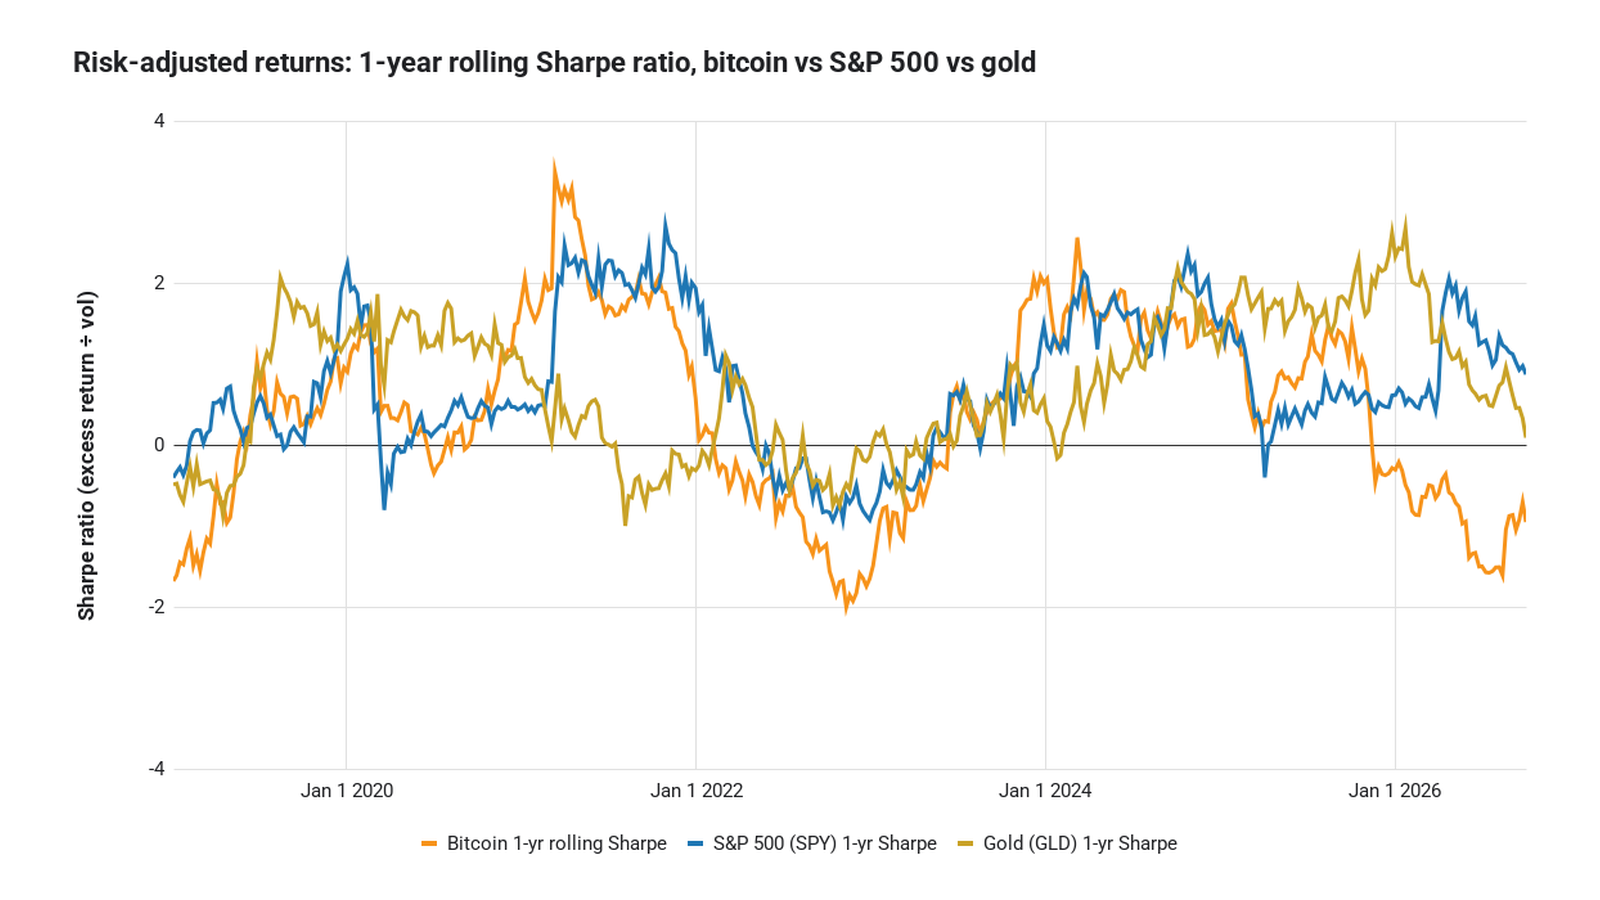 Risk-adjusted returns: 1-year rolling Sharpe ratio, bitcoin vs S&P 500 vs gold
Sharpe ratio (excess return ÷ vol)
4
2
0
-2
-4
Jan 1 2020
Jan 1 2022
Jan 1 2024
Jan 1 2026
Bitcoin 1-yr rolling Sharpe
S&P 500 (SPY) 1-yr Sharpe
Gold (GLD) 1-yr Sharpe